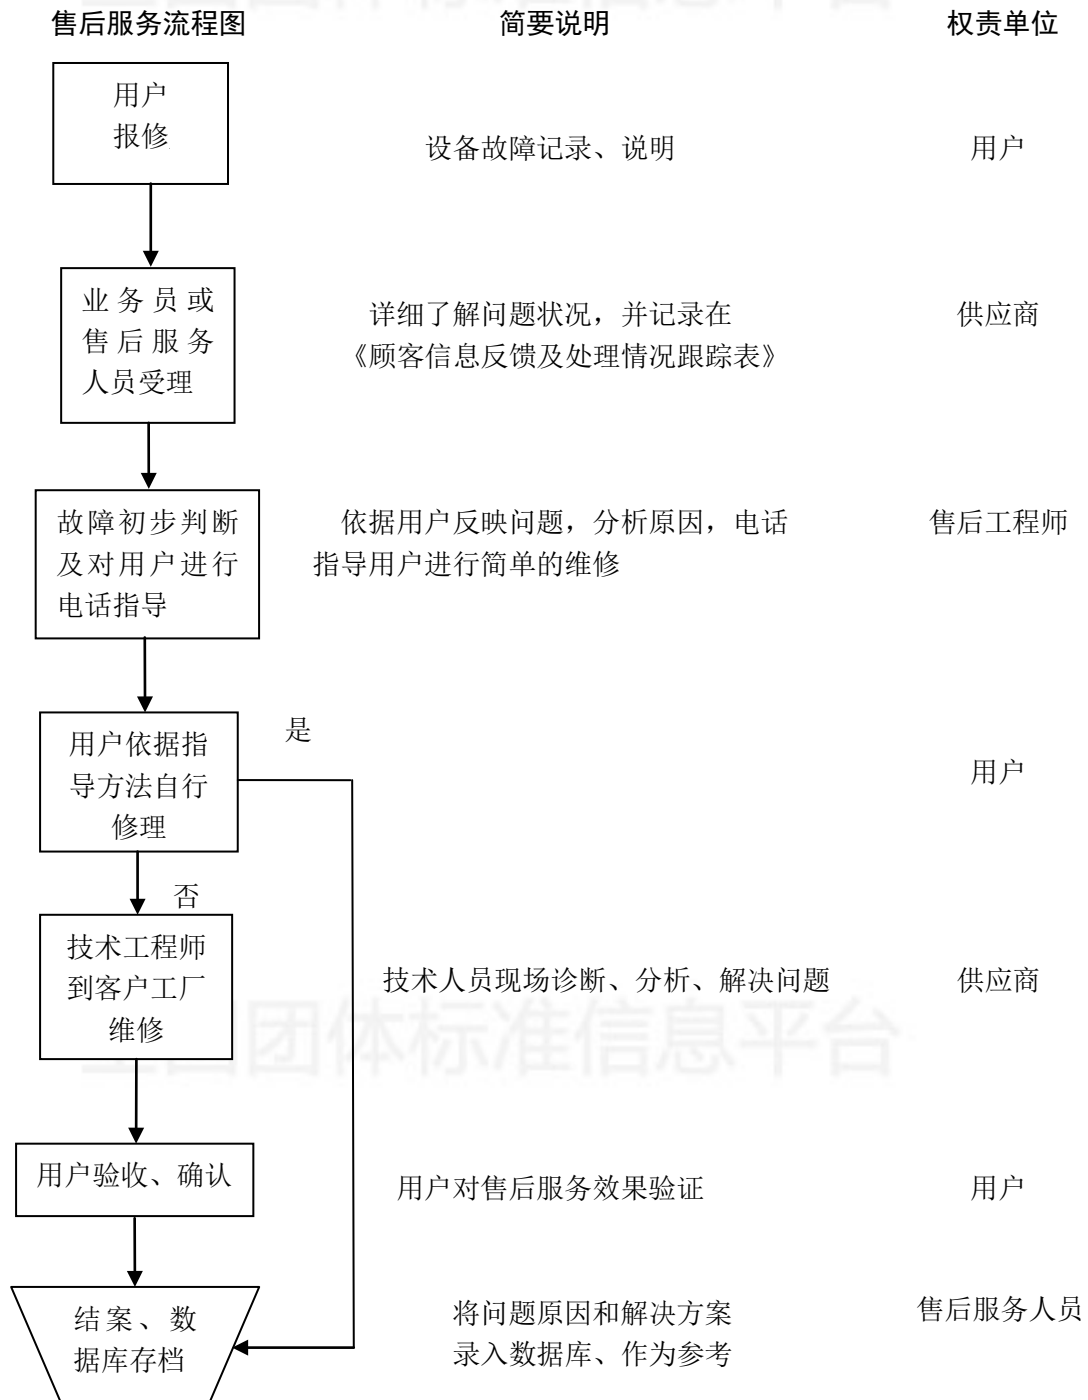 售后服务流程图 简要说明 权责单位
用户
报修
设备故障记录、说明 用户
业务员或
售后服务
人员受理
详细了解问题状况，并记录在
《顾客信息反馈及处理情况跟踪表》
供应商
故障初步判断
及对用户进行
电话指导
依据用户反映问题，分析原因，电话
指导用户进行简单的维修
售后工程师
用户依据指
导方法自行
修理
是
用户
否
技术工程师
到客户工厂
维修
技术人员现场诊断、分析、解决问题
供应商
团体标准信息平台
用户验收、确认
用户对售后服务效果验证
用户
结案、数
据库存档
将问题原因和解决方案
录入数据库、作为参考
售后服务人员